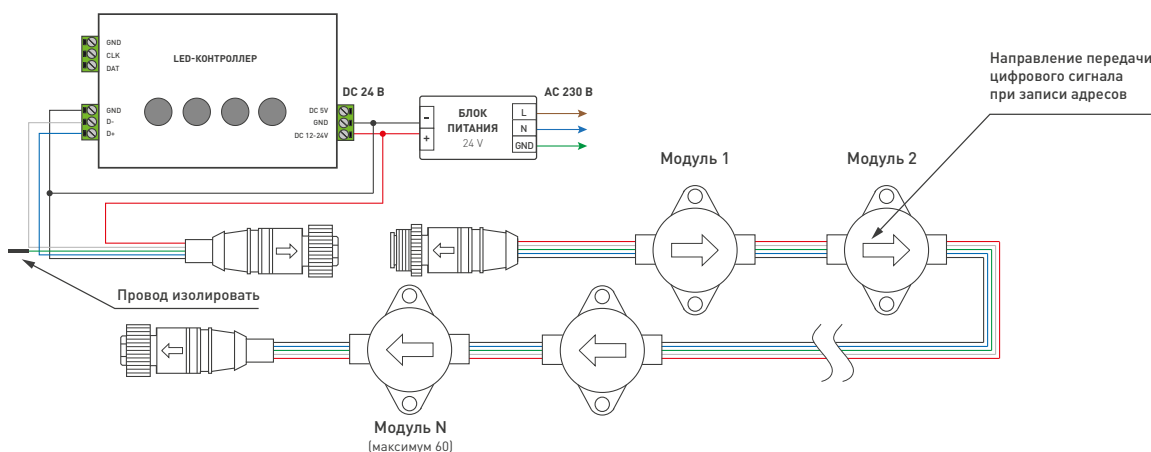 GND
CLK
DAT
LED-КОНТРОЛЛЕР
GND
D-
D+
DC 5V
GND
DC 12-24V
DC 24 В
-
+
БЛОК
ПИТАНИЯ
24 V
L
N
GND
AC 230 В
Направление передачи
цифрового сигнала
при записи адресов
Модуль 1
Модуль 2
Провод изолировать
Модуль N
(максимум 60)